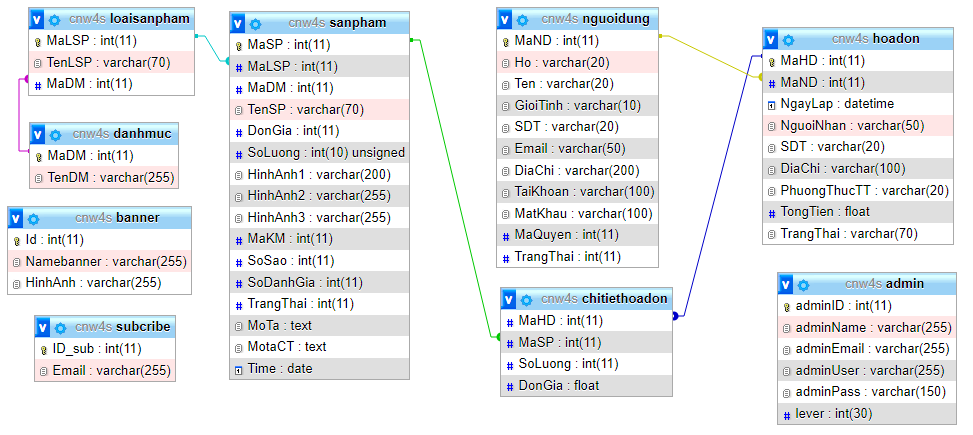 v cnw4s loaisanpham
MaLSP : int(11)
TenLSP : varchar(70)
# MaDM : int(11)
v cnw4s danhmuc
MaDM : int(11)
TenDM : varchar(255)
v cnw4s banner
Id : int(11)
Namebanner : varchar(255)
HinhAnh : varchar(255)
v cnw4s subcribe
ID_sub : int(11)
Email : varchar(255)
v cnw4s sanpham
MaSP : int(11)
# MaLSP : int(11)
# MaDM : int(11)
TenSP : varchar(70)
# DonGia : int(11)
# SoLuong : int(10) unsigned
HinhAnh1 : varchar(200)
HinhAnh2 : varchar(255)
HinhAnh3 : varchar(255)
# MaKM : int(11)
# SoSao : int(11)
# SoDanhGia : int(11)
# TrangThai : int(11)
MoTa : text
MotaCT : text
Time : date
v cnw4s nguoidung
MaND : int(11)
Ho : varchar(20)
Ten : varchar(20)
GioiTinh : varchar(10)
SDT : varchar(20)
Email : varchar(50)
DiaChi : varchar(200)
TaiKhoan : varchar(100)
MatKhau : varchar(100)
# MaQuyen : int(11)
# TrangThai : int(11)
v cnw4s chitiethoadon
# MaHD : int(11)
# MaSP : int(11)
# SoLuong : int(11)
# DonGia : float
v cnw4s hoadon
MaHD : int(11)
# MaND : int(11)
NgayLap : datetime
NguoiNhan : varchar(50)
SDT : varchar(20)
DiaChi : varchar(100)
PhuongThucTT : varchar(20)
# TongTien : float
TrangThai : varchar(70)
v cnw4s admin
adminID : int(11)
adminName : varchar(255)
adminEmail : varchar(255)
adminUser : varchar(255)
adminPass : varchar(150)
# lever : int(30)